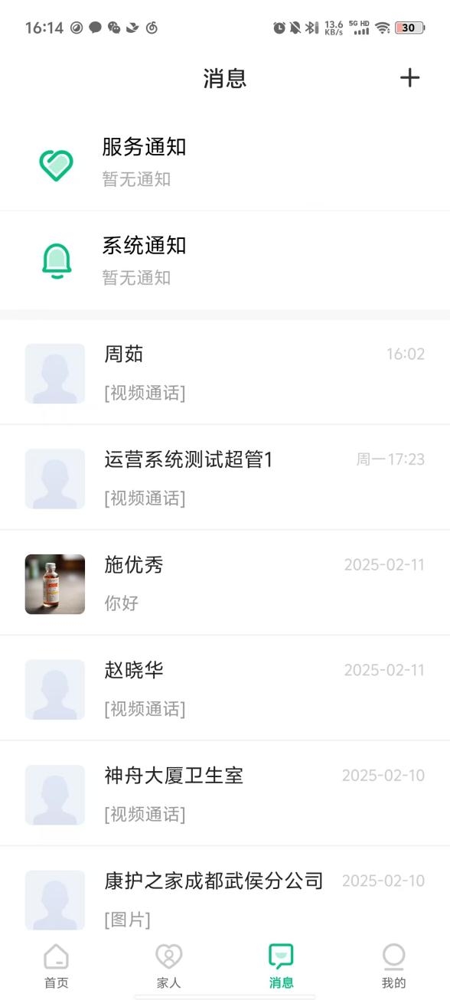 16:14 13.6 KB/s 5G HD 30
消息
服务通知
暂无通知
系统通知
暂无通知
周茹 16:02
[视频通话]
运营系统测试超管1 周一 17:23
[视频通话]
施优秀 2025-02-11
你好
赵晓华 2025-02-11
[视频通话]
神舟大厦卫生室 2025-02-10
[视频通话]
康护之家成都武侯分公司 2025-02-10
[图片]
首页 家人 消息 我的